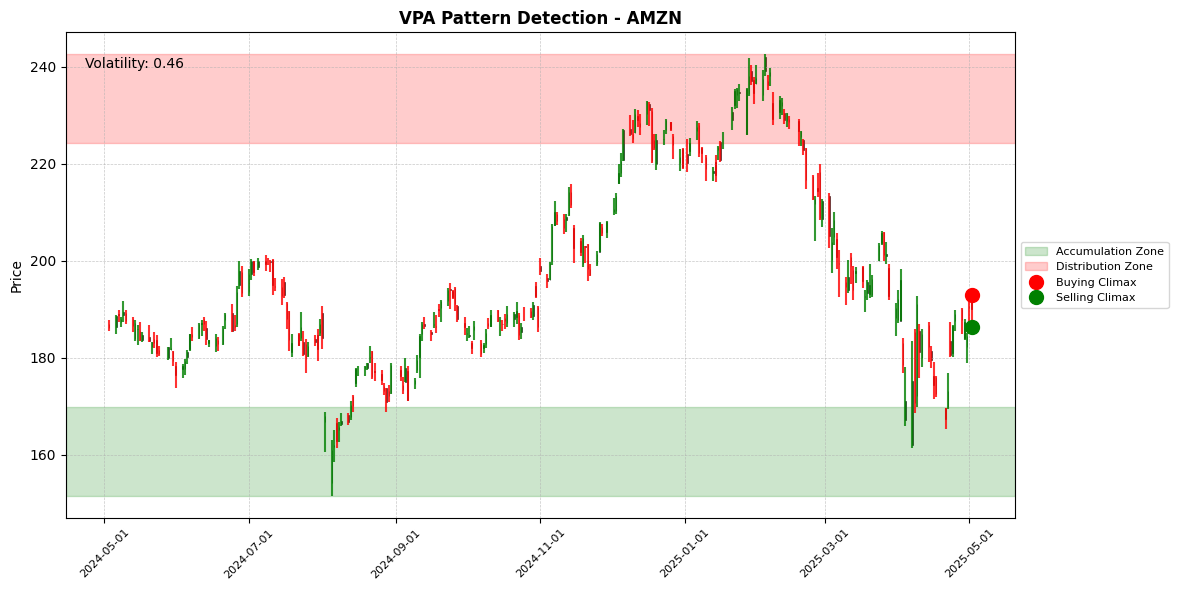 VPA Pattern Detection - AMZN
Volatility: 0.46
Price
240
220
200
180
160
2024-05-01
2024-07-01
2024-09-01
2024-11-01
2025-01-01
2025-03-01
2025-05-01
Accumulation Zone
Distribution Zone
Buying Climax
Selling Climax